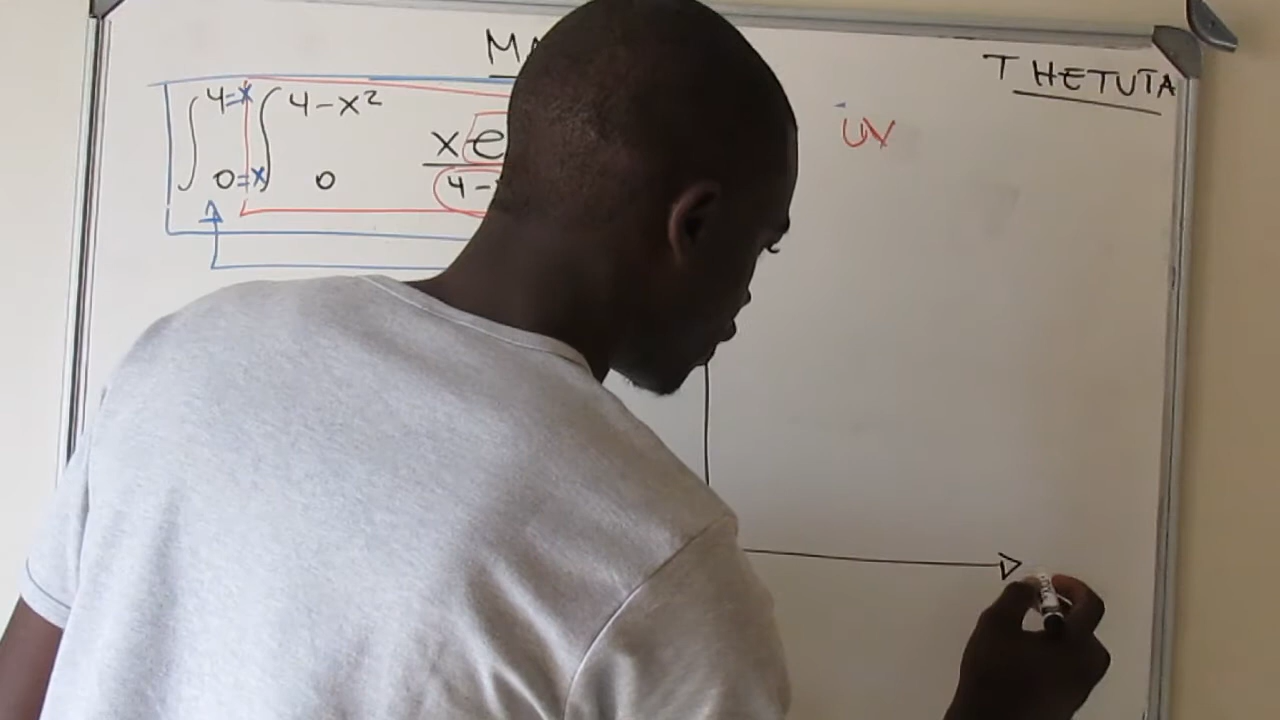 THETUTA
4=x 4-x²
∫ ∫ xe
0=x 0 4-
UV